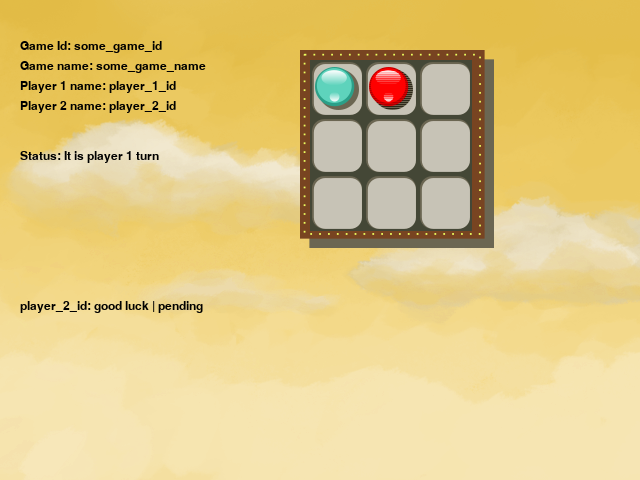 Game Id: some_game_id
Game name: some_game_name
Player 1 name: player_1_id
Player 2 name: player_2_id
Status: It is player 1 turn
player_2_id: good luck | pending